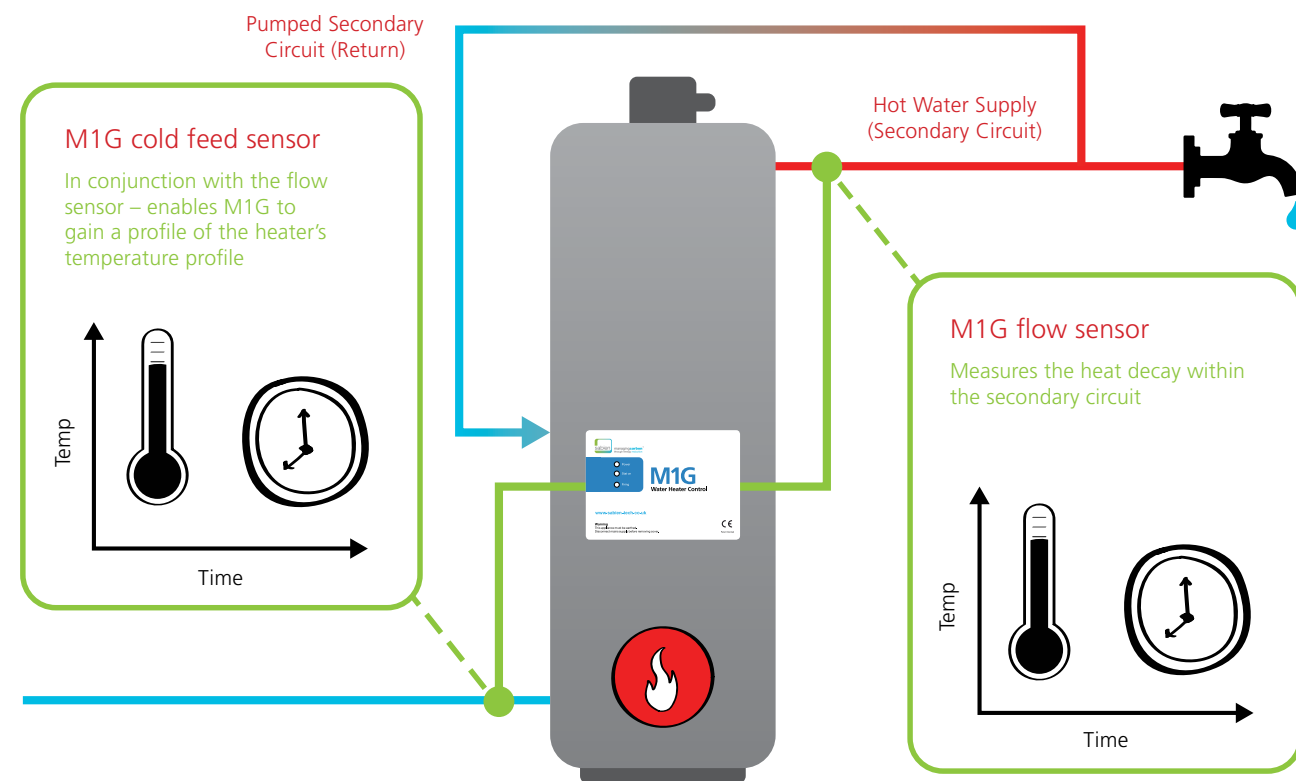 Pumped Secondary
Circuit (Return)
Hot Water Supply
(Secondary Circuit)
M1G cold feed sensor
In conjunction with the flow
sensor – enables M1G to
gain a profile of the heater's
temperature profile
Temp
Time
M1G
Water Heater Control
Warning
CE
M1G flow sensor
Measures the heat decay within
the secondary circuit
Temp
Time